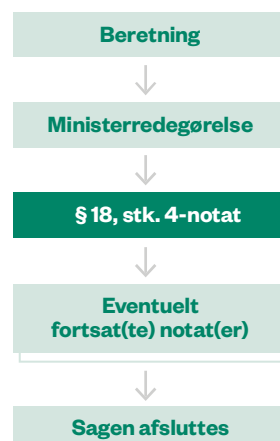 Beretning
Ministerredegørelse
§ 18, stk. 4-notat
Eventuelt
fortsat(te) notat(er)
Sagen afsluttes